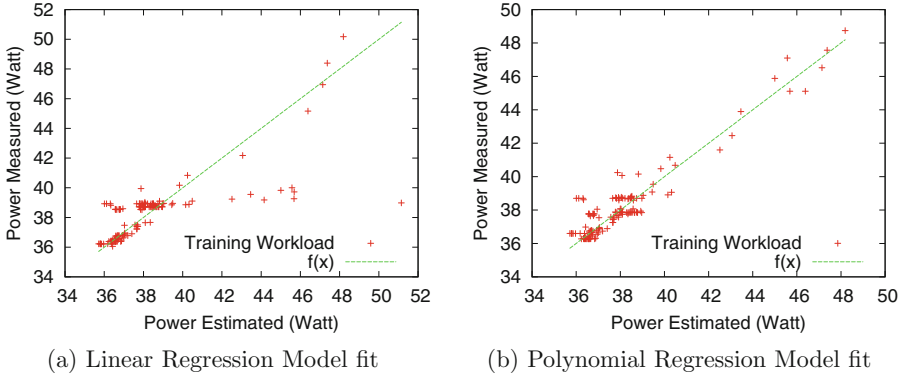 52
50
48
46
44
42
40
38
36
34
Power Measured (Watt)
Training Workload
f(x)
34 36 38 40 42 44 46 48 50 52
Power Estimated (Watt)
(a) Linear Regression Model fit
50
48
46
44
42
40
38
36
34
Power Measured (Watt)
Training Workload
f(x)
34 36 38 40 42 44 46 48 50
Power Estimated (Watt)
(b) Polynomial Regression Model fit